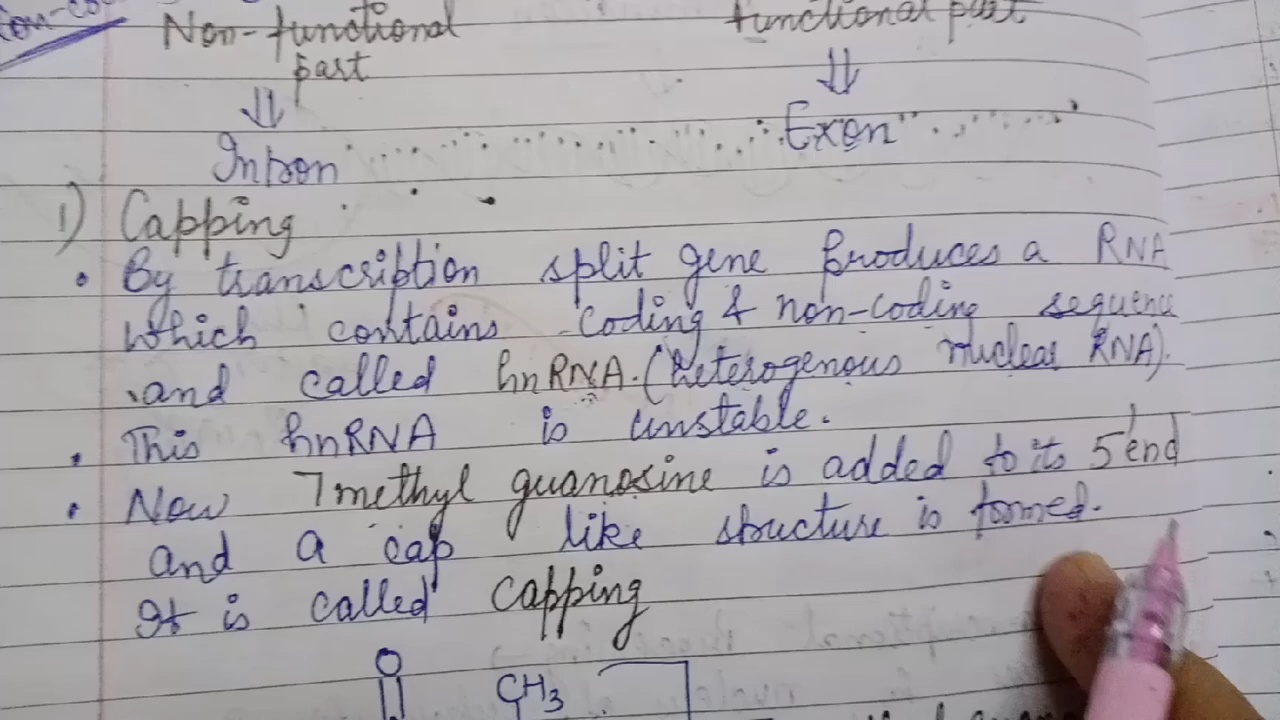 Non-functional functional part
part
Intron Exon
1) Capping
• By transcription split gene produces a RNA
which contains coding & non-coding sequence
and called hnRNA. (heterogenous nuclear RNA).
• This hnRNA is unstable.
• Now 7 methyl guanosine is added to its 5' end
and a cap like structure is formed.
It is called capping
O CH3